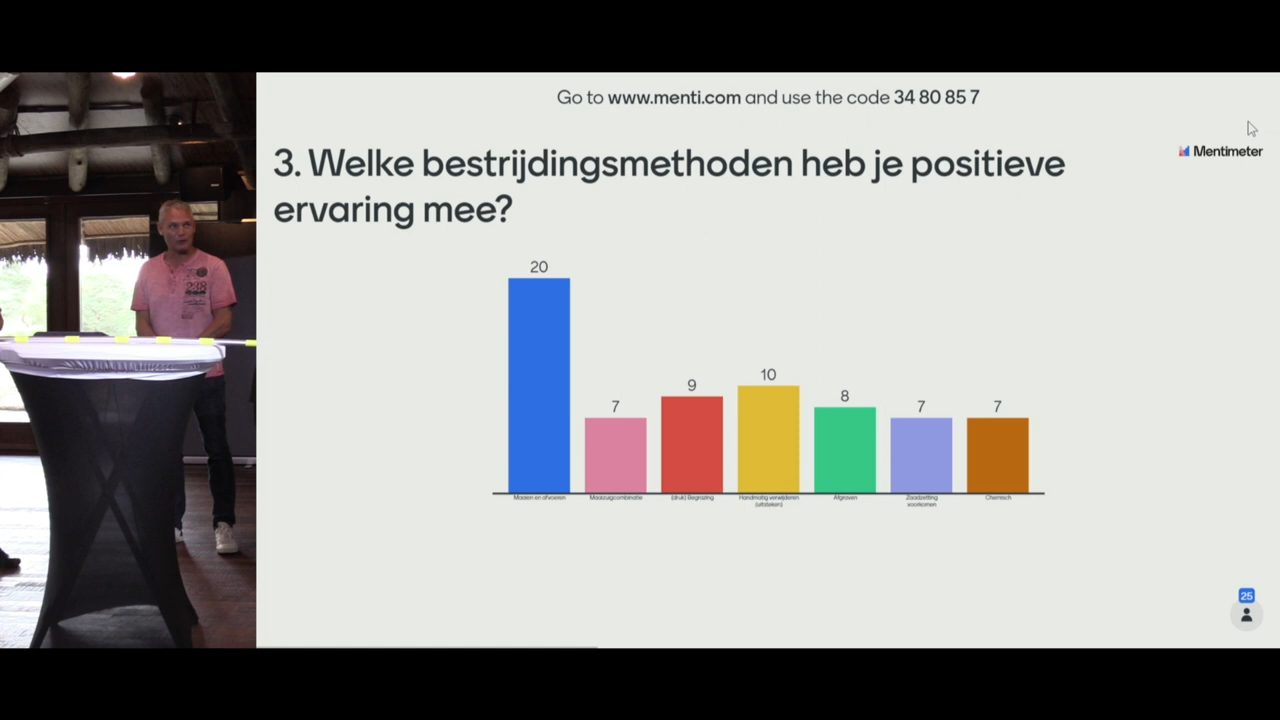 Go to www.menti.com and use the code 34 80 85 7
Mentimeter
3. Welke bestrijdingsmethoden heb je positieve
ervaring mee?
20
7
9
10
8
7
7
Maaien en afvoeren
Maaizuigcombinatie
(druk) Begrazing
Handmatig verwijderen
(uitsteken)
Afgraven
Zaadzetting
voorkomen
Chemisch
25
238